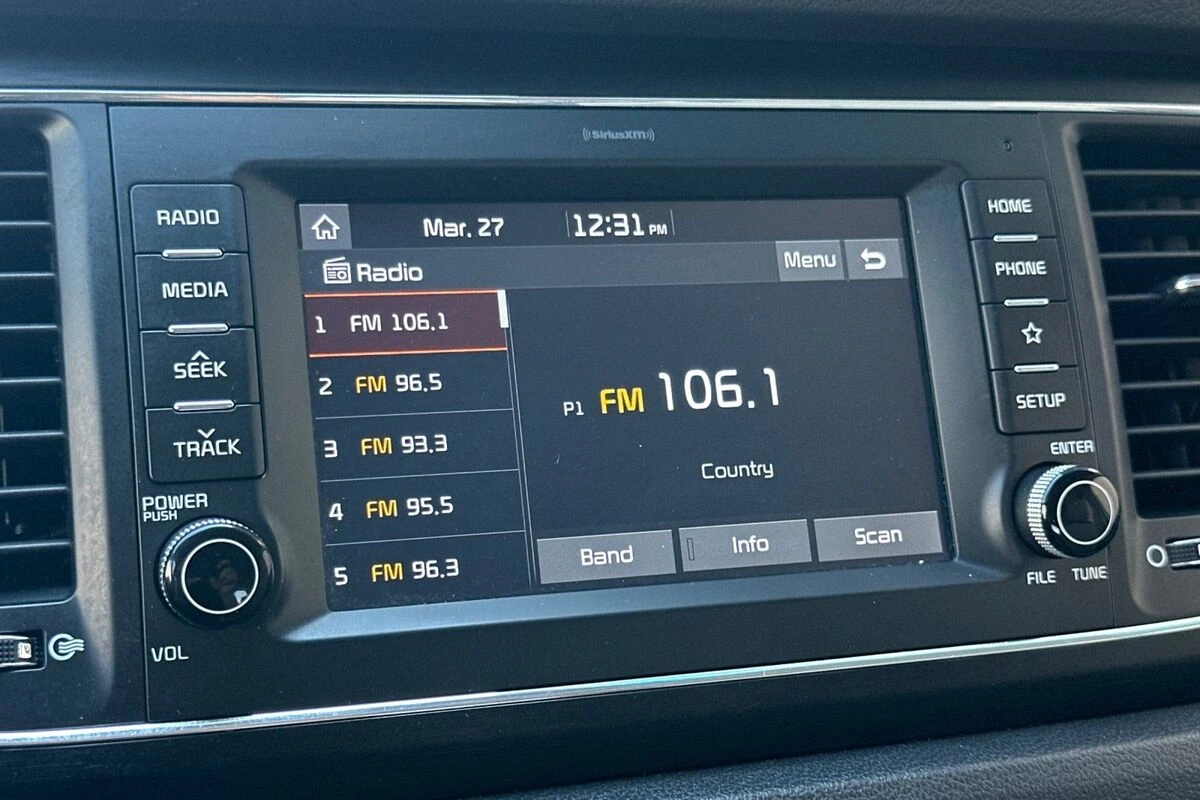 SiriusXM
RADIO
MEDIA
SEEK
TRACK
POWER
PUSH
VOL
Mar. 27 12:31 PM
Radio Menu
1 FM 106.1
2 FM 96.5
3 FM 93.3
4 FM 95.5
5 FM 96.3
P1 FM 106.1
Country
Band Info Scan
HOME
PHONE
SETUP
ENTER
FILE TUNE